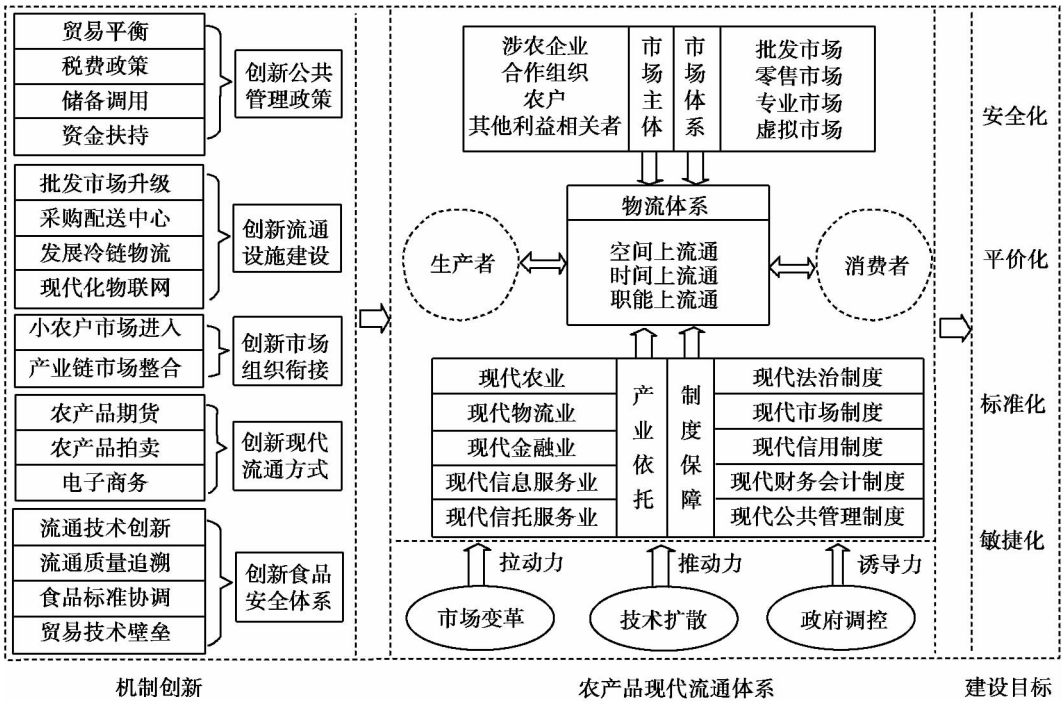 贸易平衡
税费政策
储备调用
资金扶持
创新公共
管理政策
批发市场升级
采购配送中心
发展冷链物流
现代化物联网
创新流通
设施建设
小农户市场进入
产业链市场整合
创新市场
组织衔接
农产品期货
农产品拍卖
电子商务
创新现代
流通方式
流通技术创新
流通质量追溯
食品标准协调
贸易技术壁垒
创新食品
安全体系
机制创新
涉农企业
合作组织
农户
其他利益相关者
市场主体
市场体系
批发市场
零售市场
专业市场
虚拟市场
生产者
物流体系
空间上流通
时间上流通
职能上流通
消费者
现代农业
现代物流业
现代金融业
现代信息服务业
现代信托服务业
产业依托
制度保障
现代法治制度
现代市场制度
现代信用制度
现代财务会计制度
现代公共管理制度
拉动力
推动力
诱导力
市场变革
技术扩散
政府调控
农产品现代流通体系
安全化
平价化
标准化
敏捷化
建设目标